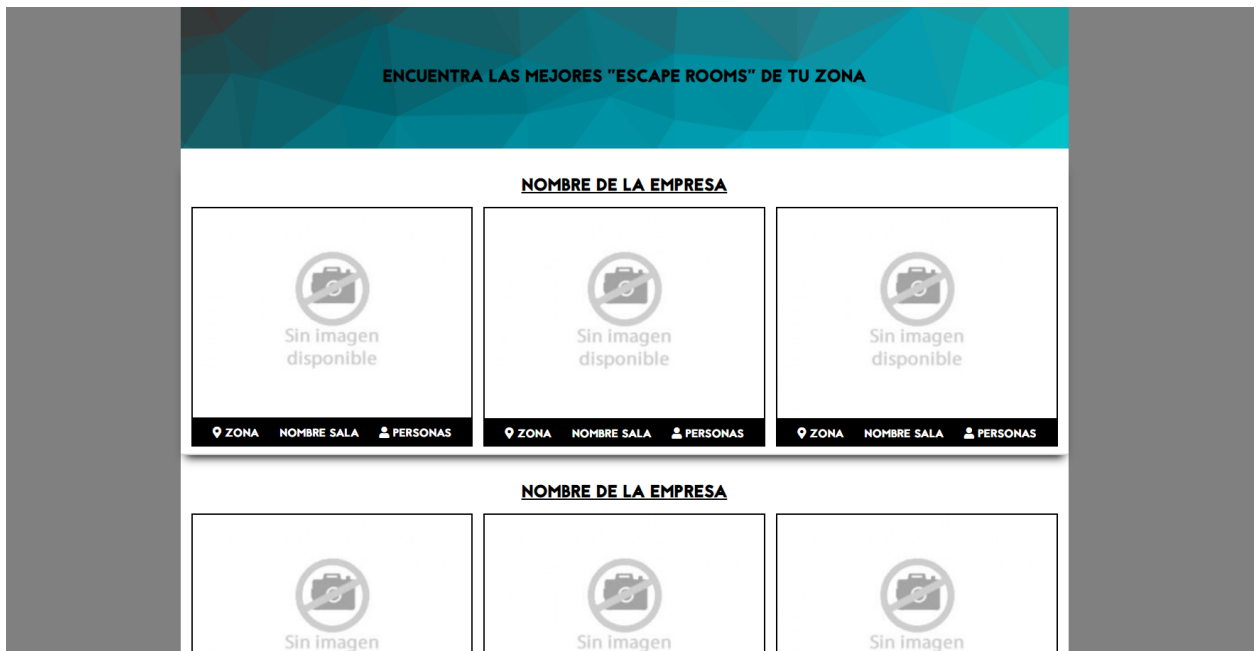 ENCUENTRA LAS MEJORES "ESCAPE ROOMS" DE TU ZONA
NOMBRE DE LA EMPRESA
Sin imagen
disponible
Sin imagen
disponible
Sin imagen
disponible
ZONA NOMBRE SALA PERSONAS
ZONA NOMBRE SALA PERSONAS
ZONA NOMBRE SALA PERSONAS
NOMBRE DE LA EMPRESA
Sin imagen
Sin imagen
Sin imagen